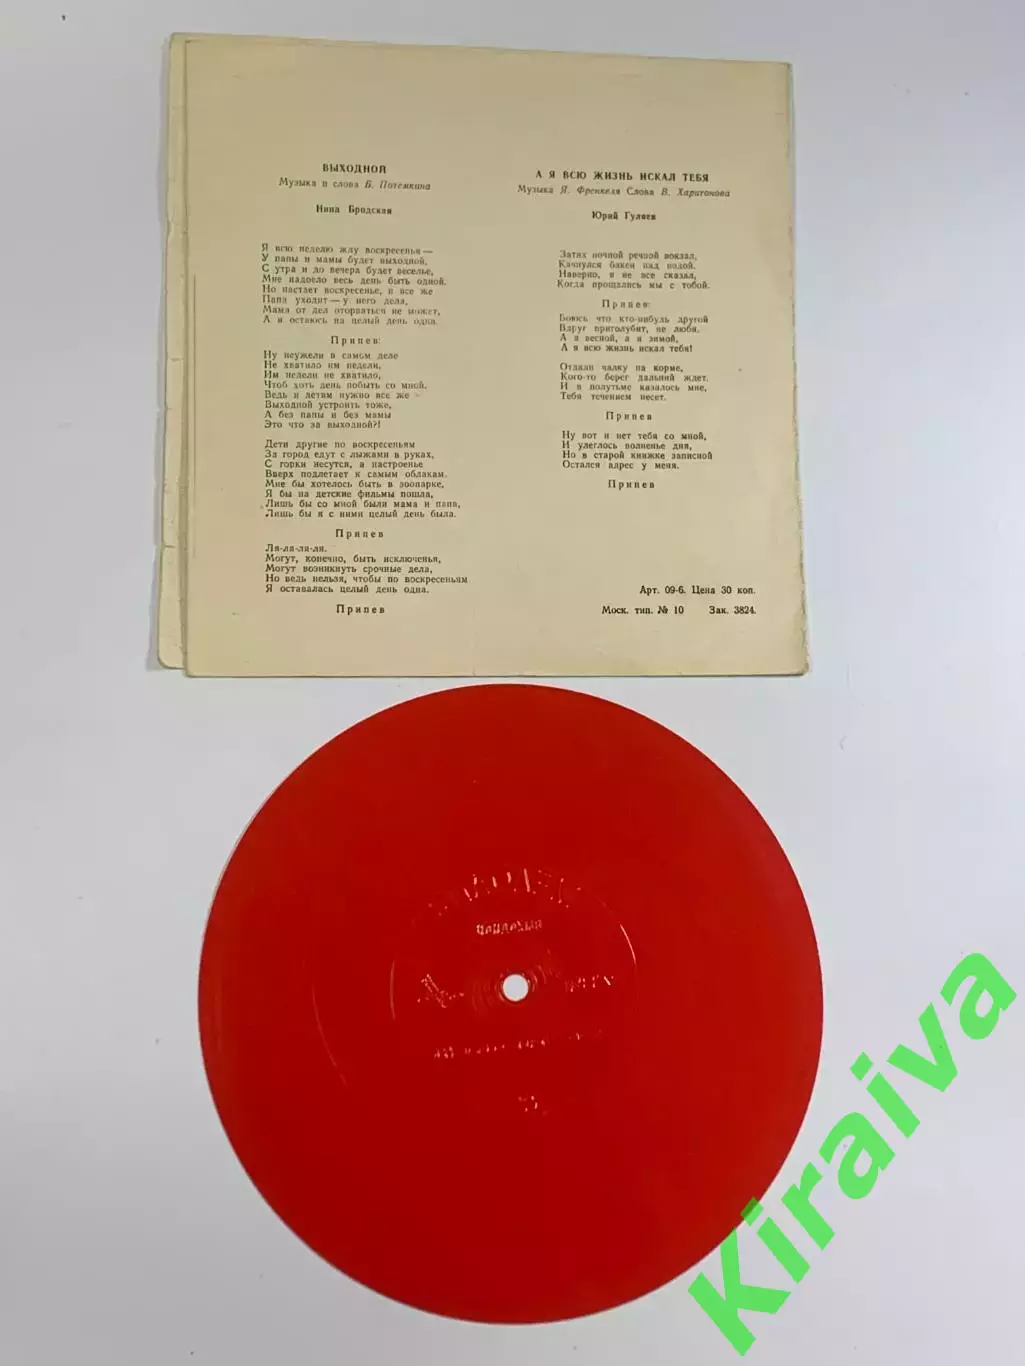 ВЫХОДНОЙ
Музыка и слова Б. Потемкина
Нина Бродская
Я всю неделю жду воскресенья —
У папы и мамы будет выходной,
С утра и до вечера будет веселье,
Мне надоело весь день быть одной.
Но настает воскресенье, и все же
Папа уходит — у него дела,
Мама от дел оторваться не может,
А я остаюсь на целый день одна.
Припев:
Ну неужели в самом деле
Не хватило им недели,
Им недели не хватило,
Чтоб хоть день побыть со мной.
Ведь и детям нужно все же
Выходной устроить тоже,
А без папы и без мамы
Это что за выходной?!
Дети другие по воскресеньям
За город едут с лыжами в руках,
С горки несутся, а настроенье
Вверх подлетает к самым облакам.
Мне бы хотелось быть в зоопарке,
Я бы на детские фильмы пошла,
Лишь бы со мной были мама и папа,
Лишь бы я с ними целый день была.
Припев
Ля-ля-ля-ля.
Могут, конечно, быть исключенья,
Могут возникнуть срочные дела,
Но ведь нельзя, чтобы по воскресеньям
Я оставалась целый день одна.
Припев
А Я ВСЮ ЖИЗНЬ ИСКАЛ ТЕБЯ
Музыка Я. Френкеля Слова В. Харитонова
Юрий Гуляев
Затих ночной речной вокзал,
Качнулся бакен над водой.
Наверно, я не все сказал,
Когда прощались мы с тобой.
Припев:
Боюсь что кто-нибудь другой
Вдруг приголубит, не любя.
А я весной, а я зимой,
А я всю жизнь искал тебя!
Отдали чалку на корме,
Кого-то берег дальний ждет.
И в полутьме казалось мне,
Тебя течением несет.
Припев
Ну вот и нет тебя со мной,
И улеглось волненье дня,
Но в старой книжке записной
Остался адрес у меня.
Припев
Арт. 09-6. Цена 30 коп.
Моск. тип. № 10 Зак. 3824.
Kiraiva